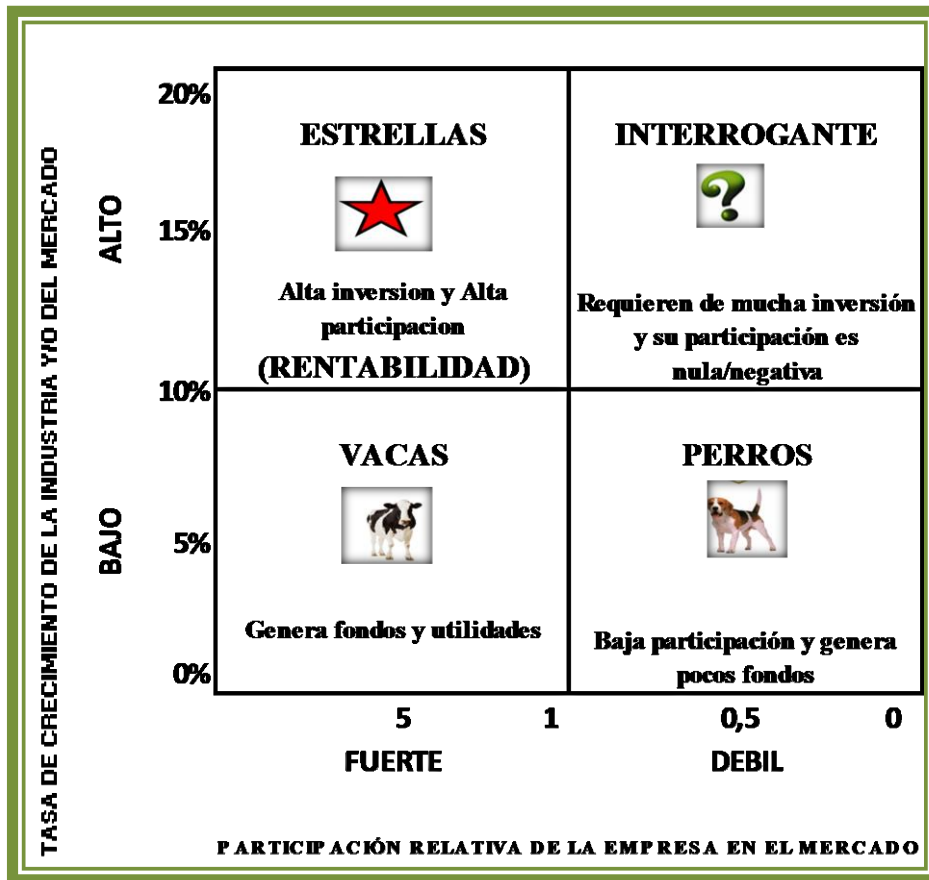 TASA DE CRECIMIENTO DE LA INDUSTRIA Y/O DEL MERCADO
ALTO
BAJO
20%
15%
10%
5%
0%
ESTRELLAS
Alta inversion y Alta
participacion
(RENTABILIDAD)
INTERROGANTE
?
Requieren de mucha inversión
y su participación es
nula/negativa
VACAS
Genera fondos y utilidades
PERROS
Baja participación y genera
pocos fondos
5
1
0,5
0
FUERTE
DEBIL
PARTICIPACIÓN RELATIVA DE LA EMPRESA EN EL MERCADO